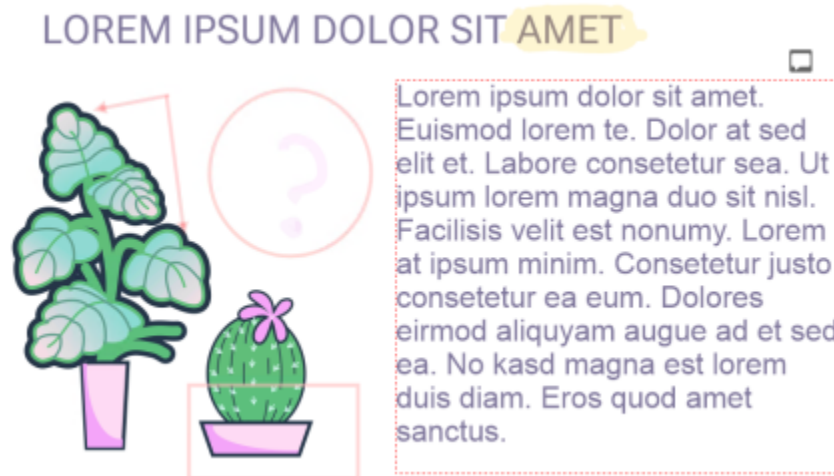 LOREM IPSUM DOLOR SIT AMET
?
Lorem ipsum dolor sit amet.
Euismod lorem te. Dolor at sed
elit et. Labore consetetur sea. Ut
ipsum lorem magna duo sit nisl.
Facilisis velit est nonumy. Lorem
at ipsum minim. Consetetur justo
consetetur ea eum. Dolores
eirmod aliquyam augue ad et sed
ea. No kasd magna est lorem
duis diam. Eros quod amet
sanctus.